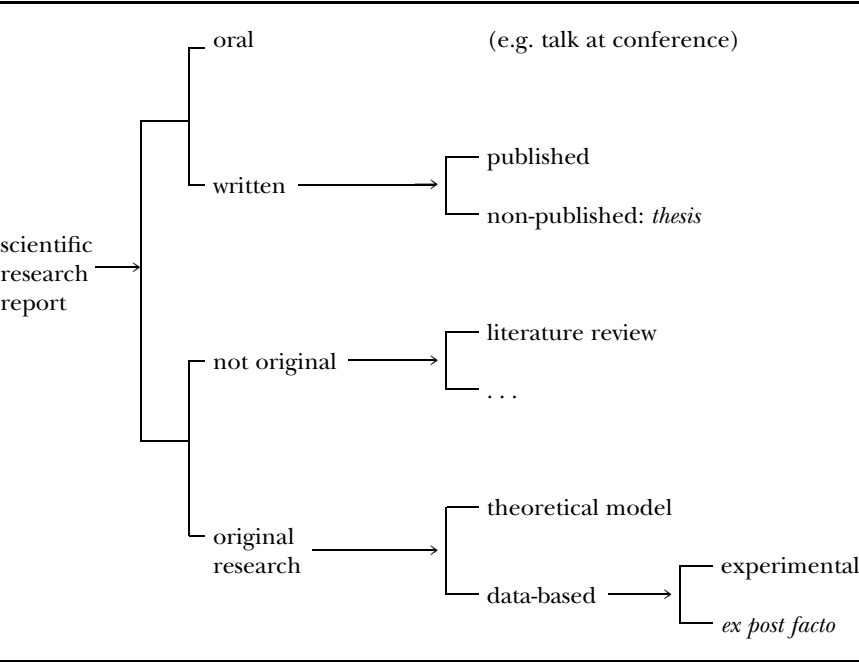 oral
(e.g. talk at conference)
published
written
non-published: thesis
scientific
research
report
literature review
not original
. . .
theoretical model
original
research
experimental
data-based
ex post facto